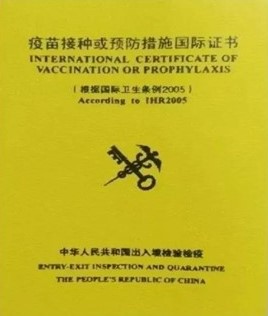 疫苗接种或预防措施国际证书
INTERNATIONAL CERTIFICATE OF
VACCINATION OR PROPHYLAXIS
（根据国际卫生条例2005）
According to IHR2005
中华人民共和国出入境检验检疫
ENTRY-EXIT INSPECTION AND QUARANTINE
THE PEOPLE'S REPUBLIC OF CHINA